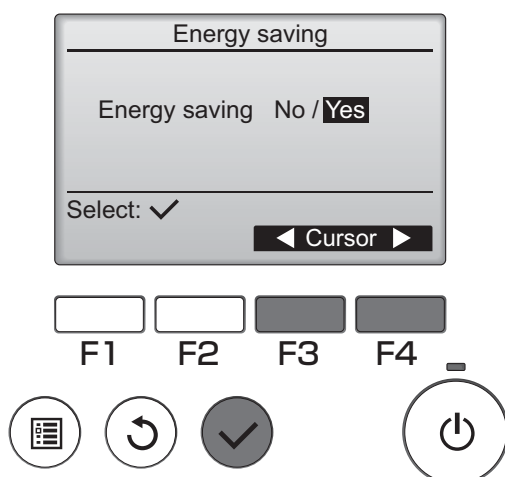 Energy saving
Energy saving No / Yes
Select: ✓
◀ Cursor ▶
F1 F2 F3 F4